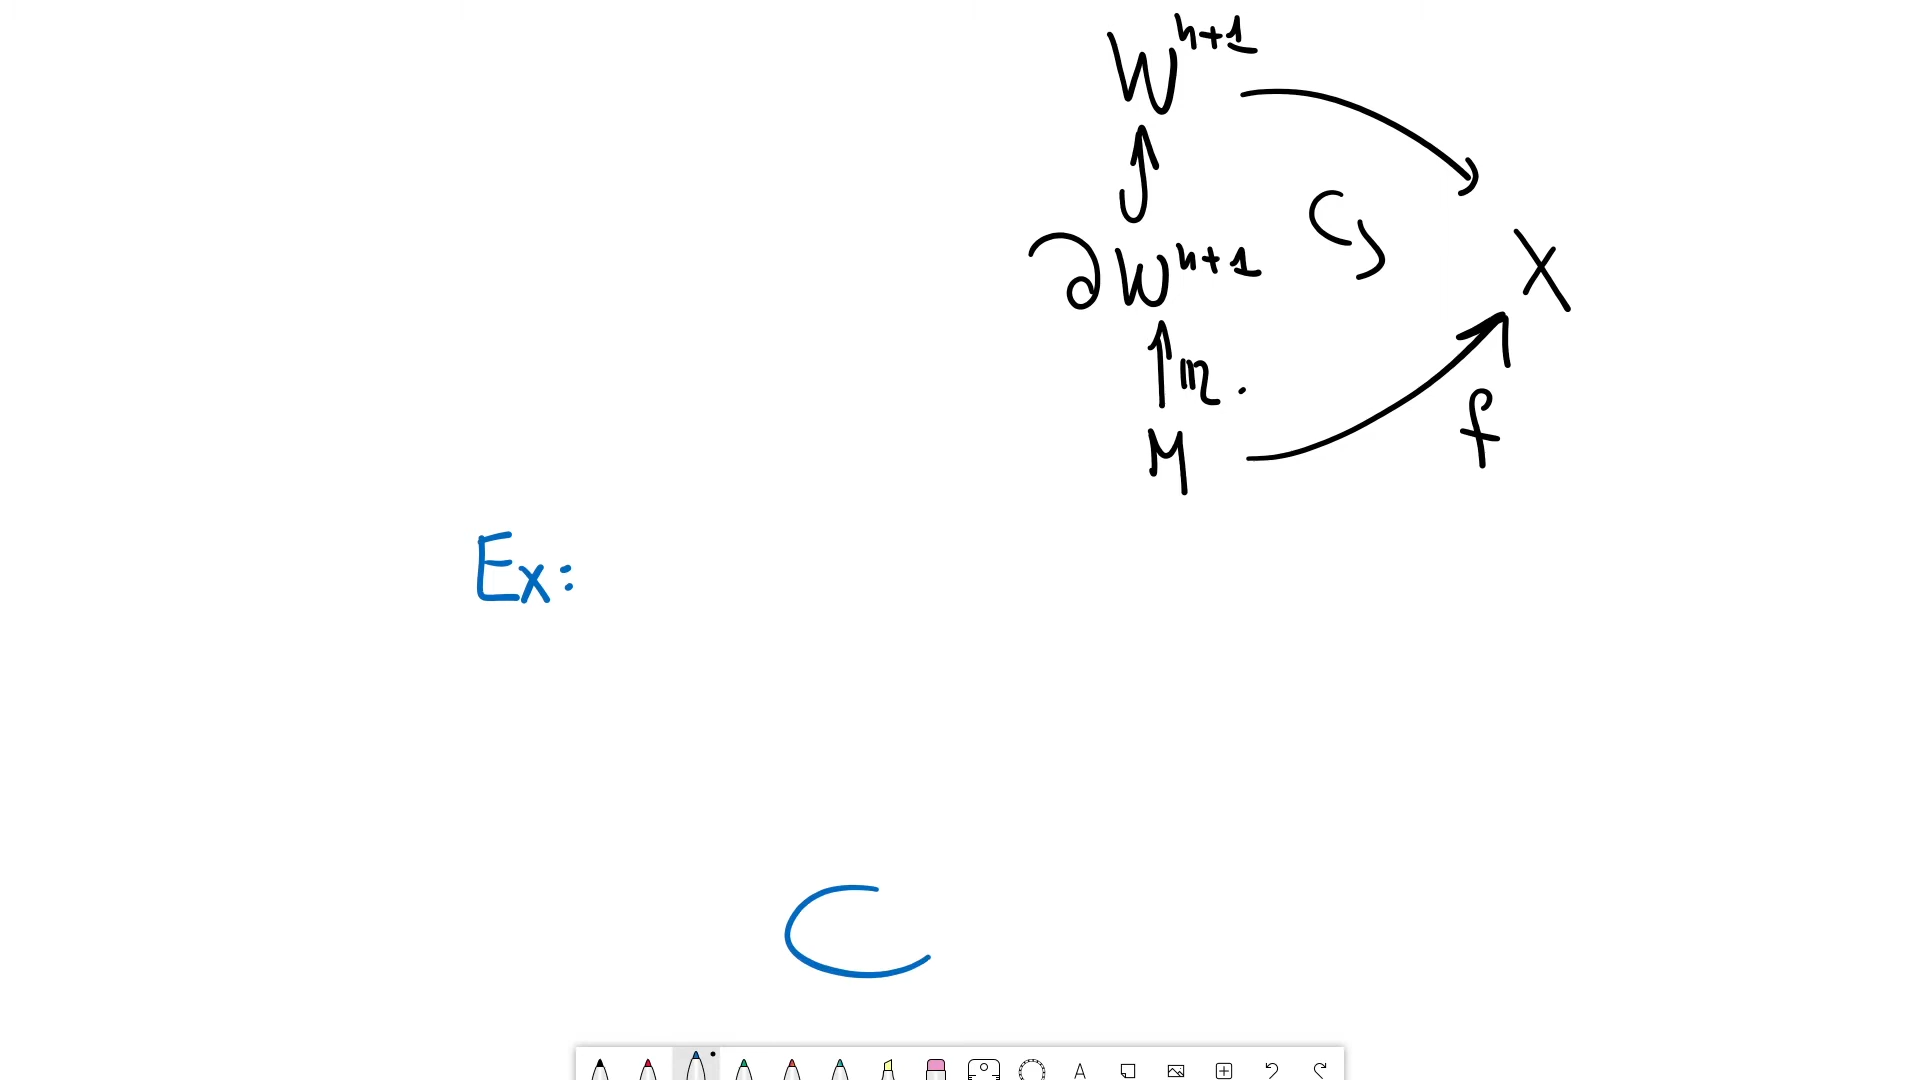 W^{n+1}
∂W^{n+1}
X
M
f
Ex: